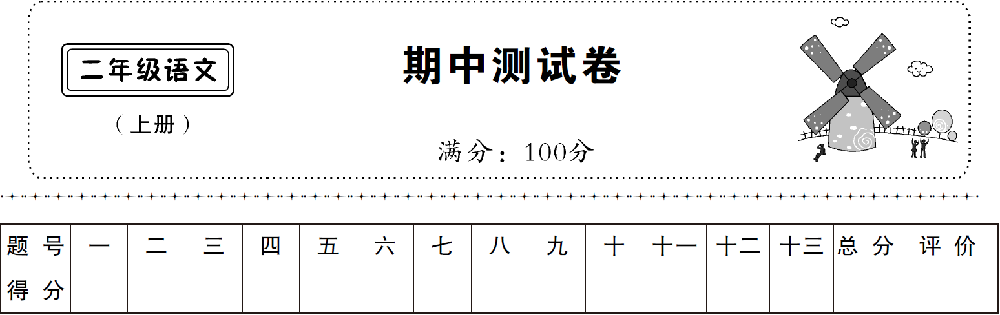 二年级语文
（上册）
期中测试卷
满分：100分
题号 一 二 三 四 五 六 七 八 九 十 十一 十二 十三 总分 评价
得分